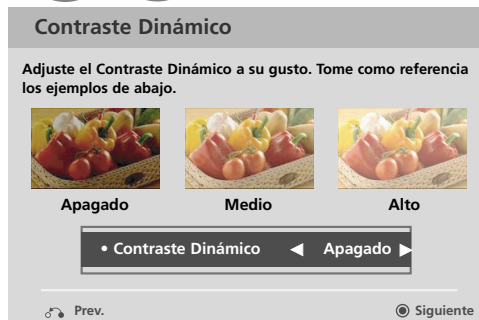 Contraste Dinámico
Adjuste el Contraste Dinámico a su gusto. Tome como referencia
los ejemplos de abajo.
Apagado Medio Alto
• Contraste Dinámico ◀ Apagado ▶
Prev. Siguiente